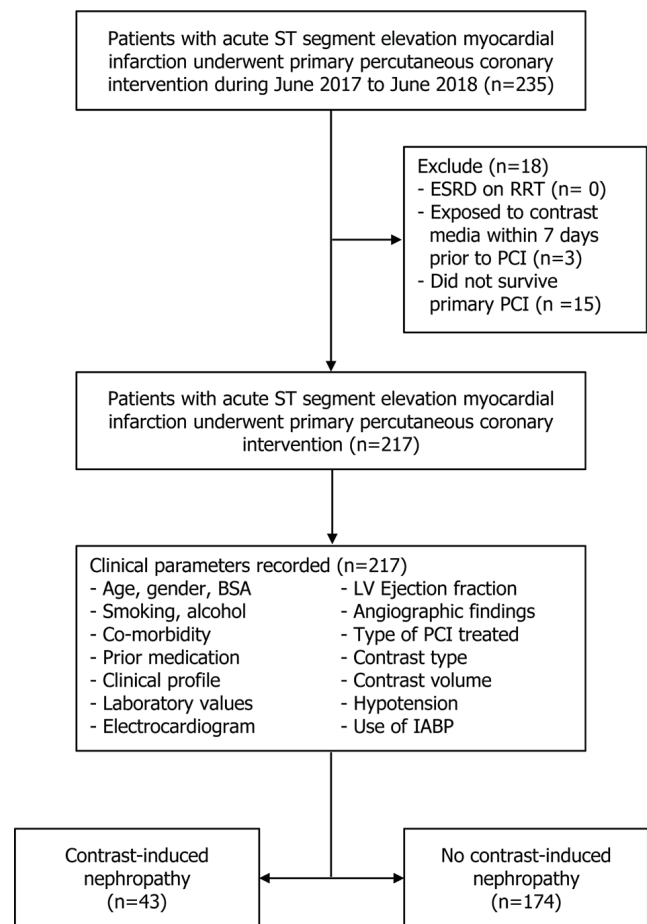 Patients with acute ST segment elevation myocardial
infarction underwent primary percutaneous coronary
intervention during June 2017 to June 2018 (n=235)
Exclude (n=18)
- ESRD on RRT (n= 0)
- Exposed to contrast
media within 7 days
prior to PCI (n=3)
- Did not survive
primary PCI (n =15)
Patients with acute ST segment elevation myocardial
infarction underwent primary percutaneous coronary
intervention (n=217)
Clinical parameters recorded (n=217)
- Age, gender, BSA
- Smoking, alcohol
- Co-morbidity
- Prior medication
- Clinical profile
- Laboratory values
- Electrocardiogram
- LV Ejection fraction
- Angiographic findings
- Type of PCI treated
- Contrast type
- Contrast volume
- Hypotension
- Use of IABP
Contrast-induced
nephropathy
(n=43)
No contrast-induced
nephropathy
(n=174)